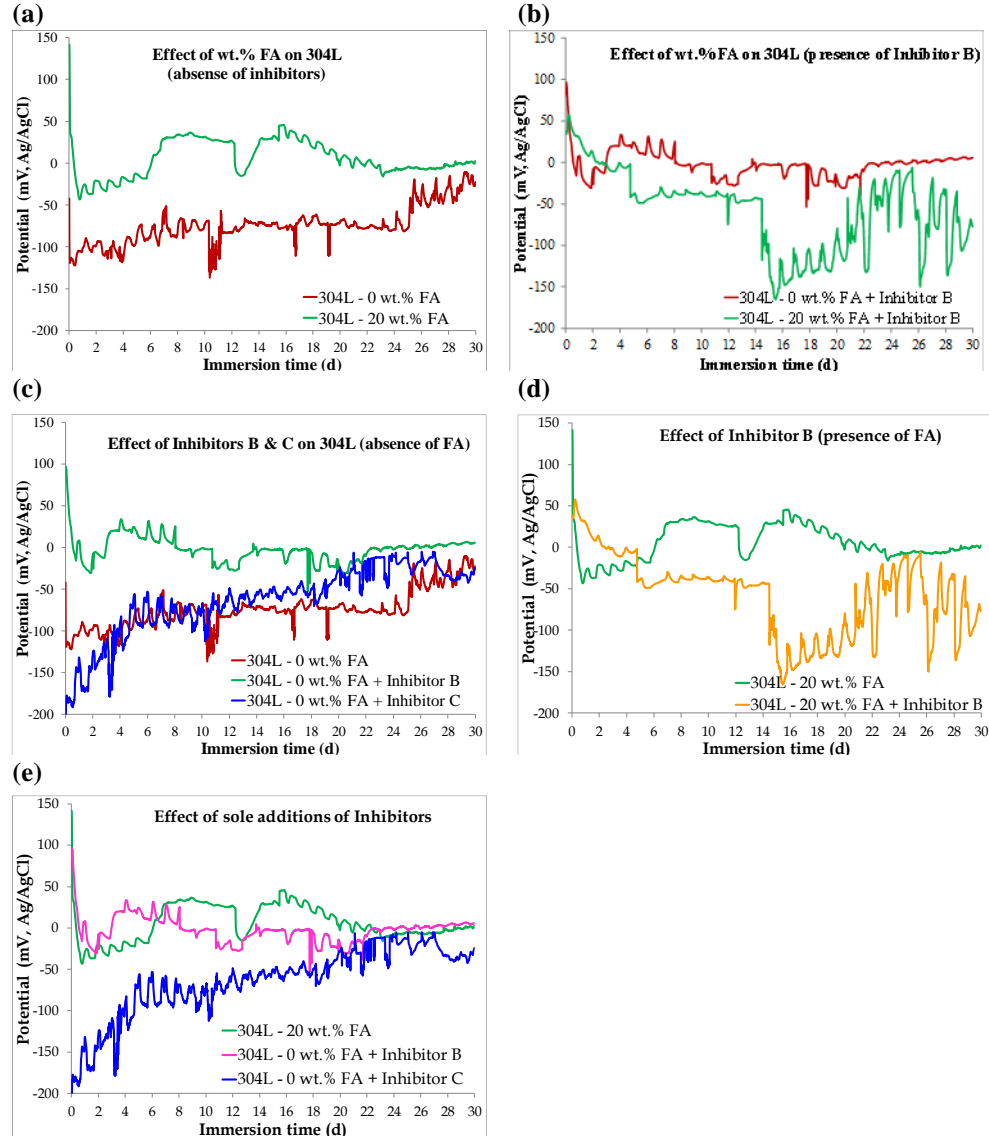 (a)
Effect of wt.% FA on 304L
(absense of inhibitors)
Potential (mV, Ag/AgCl)
150
100
50
0
-50
-100
-150
-200
304L - 0 wt.% FA
304L - 20 wt.% FA
0 2 4 6 8 10 12 14 16 18 20 22 24 26 28 30
Immersion time (d)
(b)
Effect of wt.% FA on 304L (presence of Inhibitor B)
Potential (mV, Ag/AgCl)
150
100
50
0
-50
-100
-150
-200
304L - 0 wt.% FA + Inhibitor B
304L - 20 wt.% FA + Inhibitor B
0 2 4 6 8 10 12 14 16 18 20 22 24 26 28 30
Immersion time (d)
(c)
Effect of Inhibitors B & C on 304L (absence of FA)
Potential (mV, Ag/AgCl)
150
100
50
0
-50
-100
-150
-200
304L - 0 wt.% FA
304L - 0 wt.% FA + Inhibitor B
304L - 0 wt.% FA + Inhibitor C
0 2 4 6 8 10 12 14 16 18 20 22 24 26 28 30
Immersion time (d)
(d)
Effect of Inhibitor B (presence of FA)
Potential (mV, Ag/AgCl)
150
100
50
0
-50
-100
-150
-200
304L - 20 wt.% FA
304L - 20 wt.% FA + Inhibitor B
0 2 4 6 8 10 12 14 16 18 20 22 24 26 28 30
Immersion time (d)
(e)
Effect of sole additions of Inhibitors
Potential (mV, Ag/AgCl)
150
100
50
0
-50
-100
-150
-200
304L - 20 wt.% FA
304L - 0 wt.% FA + Inhibitor B
304L - 0 wt.% FA + Inhibitor C
0 2 4 6 8 10 12 14 16 18 20 22 24 26 28 30
Immersion time (d)